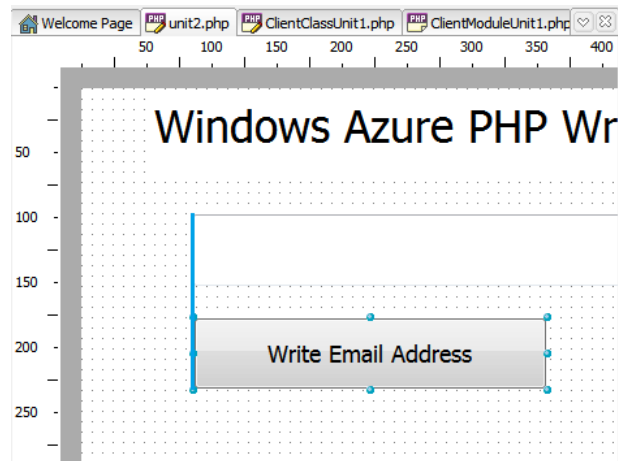 Welcome Page unit2.php ClientClassUnit1.php ClientModuleUnit1.php
50 100 150 200 250 300 350 400
Windows Azure PHP Wr
50
100
150
200
Write Email Address
250